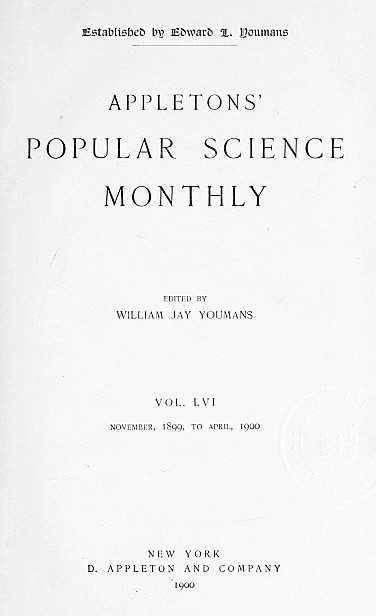 Established by Edward L. Youmans
APPLETONS'
POPULAR SCIENCE
MONTHLY
EDITED BY
WILLIAM JAY YOUMANS
VOL. LVI
NOVEMBER, 1899, TO APRIL, 1900
NEW YORK
D. APPLETON AND COMPANY
1900